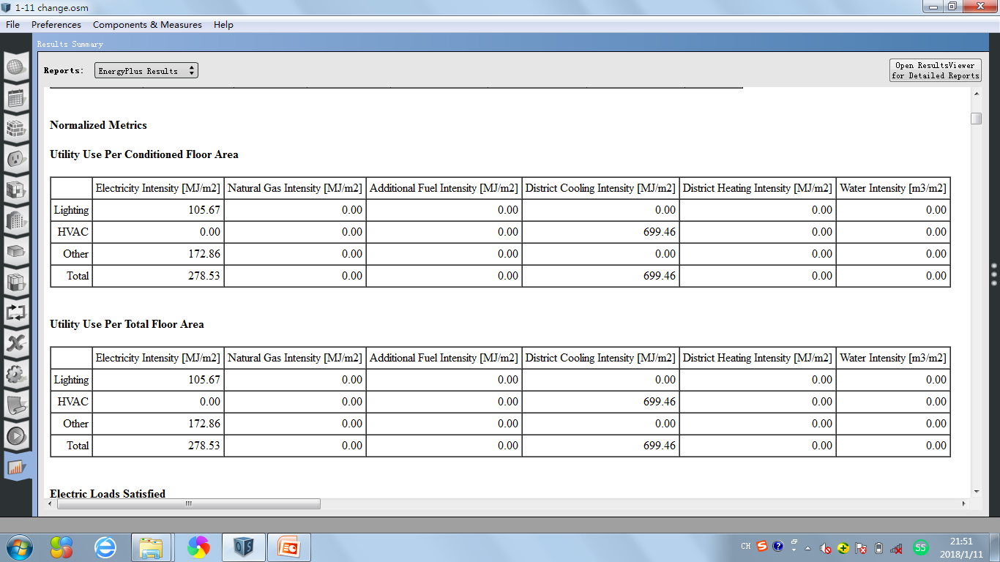 1-11 change.osm
File Preferences Components & Measures Help
Results Summary
Reports: EnergyPlus Results
Open ResultsViewer
for Detailed Reports
Normalized Metrics
Utility Use Per Conditioned Floor Area
Electricity Intensity [MJ/m2] Natural Gas Intensity [MJ/m2] Additional Fuel Intensity [MJ/m2] District Cooling Intensity [MJ/m2] District Heating Intensity [MJ/m2] Water Intensity [m3/m2]
Lighting 105.67 0.00 0.00 0.00 0.00 0.00
HVAC 0.00 0.00 0.00 699.46 0.00 0.00
Other 172.86 0.00 0.00 0.00 0.00 0.00
Total 278.53 0.00 0.00 699.46 0.00 0.00
Utility Use Per Total Floor Area
Electricity Intensity [MJ/m2] Natural Gas Intensity [MJ/m2] Additional Fuel Intensity [MJ/m2] District Cooling Intensity [MJ/m2] District Heating Intensity [MJ/m2] Water Intensity [m3/m2]
Lighting 105.67 0.00 0.00 0.00 0.00 0.00
HVAC 0.00 0.00 0.00 699.46 0.00 0.00
Other 172.86 0.00 0.00 0.00 0.00 0.00
Total 278.53 0.00 0.00 699.46 0.00 0.00
Electric Loads Satisfied
CH 55 21:51
2018/1/11